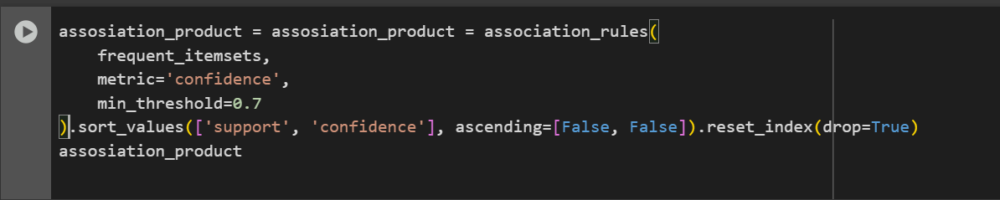 assosiation_product = assosiation_product = association_rules(
    frequent_itemsets,
    metric='confidence',
    min_threshold=0.7
).sort_values(['support', 'confidence'], ascending=[False, False]).reset_index(drop=True)
assosiation_product